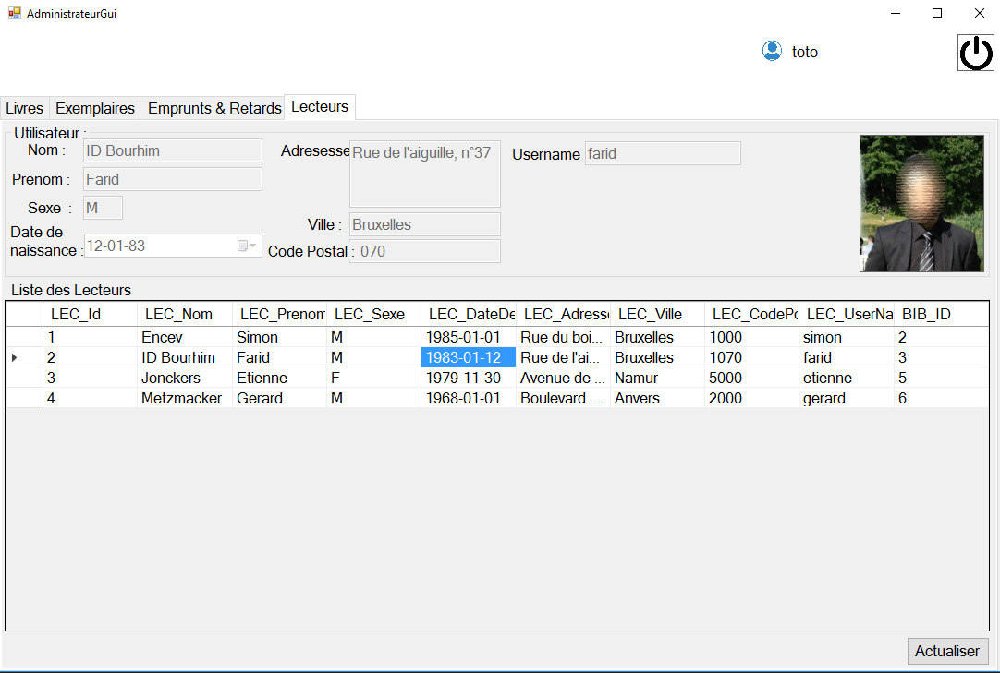 AdministrateurGui
toto
Livres Exemplaires Emprunts & Retards Lecteurs
Utilisateur :
Nom : ID Bourhim Adresesse Rue de l'aiguille, n°37 Username farid
Prenom : Farid
Sexe : M
Ville : Bruxelles
Date de
naissance : 12-01-83 Code Postal : 070
Liste des Lecteurs
LEC_Id LEC_Nom LEC_Prenom LEC_Sexe LEC_DateDe LEC_Adresse LEC_Ville LEC_CodePo LEC_UserNa BIB_ID
1 Encev Simon M 1985-01-01 Rue du boi... Bruxelles 1000 simon 2
2 ID Bourhim Farid M 1983-01-12 Rue de l'ai... Bruxelles 1070 farid 3
3 Jonckers Etienne F 1979-11-30 Avenue de ... Namur 5000 etienne 5
4 Metzmacker Gerard M 1968-01-01 Boulevard ... Anvers 2000 gerard 6
Actualiser